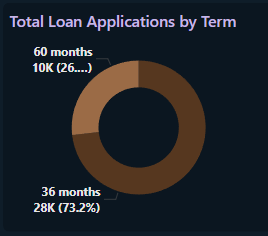 Total Loan Applications by Term
60 months
10K (26....)
36 months
28K (73.2%)